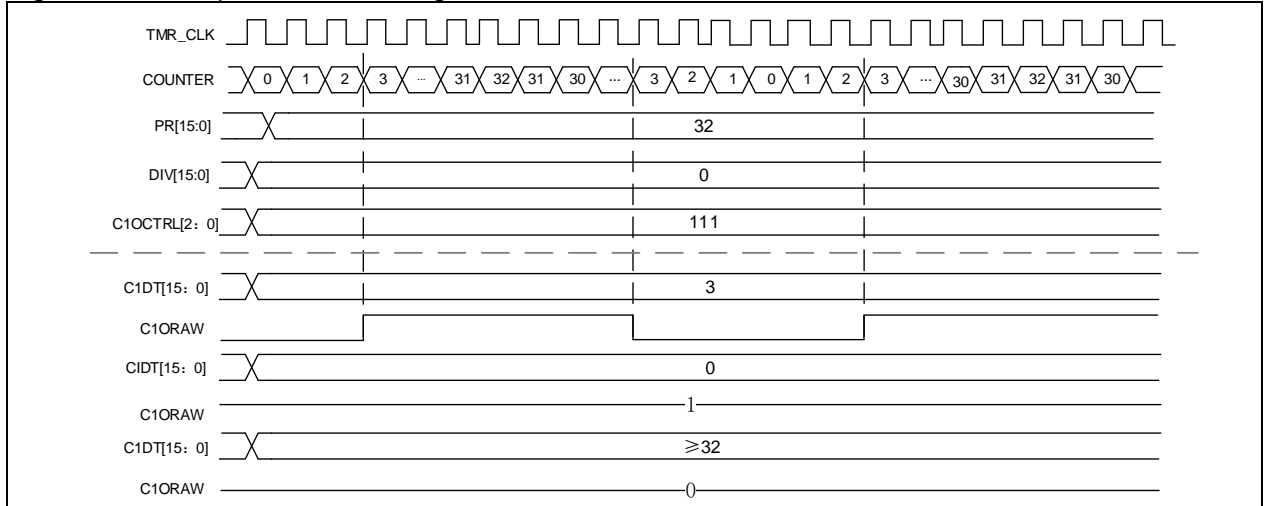 TMR_CLK
COUNTER 0 1 2 3 ... 31 32 31 30 ... 3 2 1 0 1 2 3 ... 30 31 32 31 30
PR[15:0] 32
DIV[15:0] 0
C1OCTRL[2：0] 111
C1DT[15：0] 3
C1ORAW
CIDT[15：0] 0
C1ORAW 1
C1DT[15：0] ≥32
C1ORAW 0